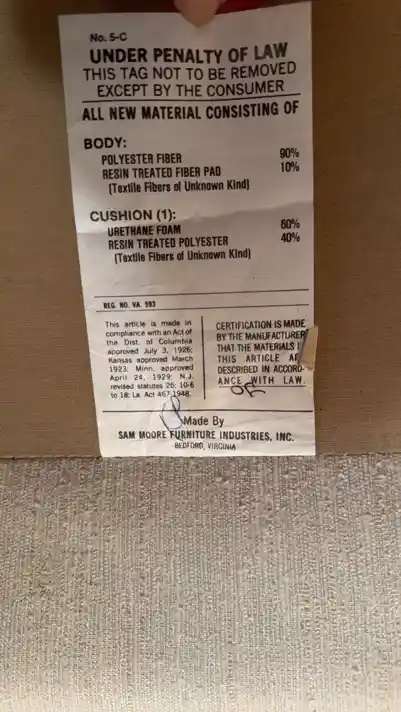 No. 5-C
UNDER PENALTY OF LAW
THIS TAG NOT TO BE REMOVED
EXCEPT BY THE CONSUMER
ALL NEW MATERIAL CONSISTING OF
BODY:
POLYESTER FIBER 90%
RESIN TREATED FIBER PAD 10%
(Textile Fibers of Unknown Kind)
CUSHION (1):
URETHANE FOAM 60%
RESIN TREATED POLYESTER 40%
(Textile Fibers of Unknown Kind)
REG. NO. VA. 593
This article is made in
compliance with an Act of
the Dist. of Columbia
approved July 3, 1926;
Kansas approved March
1923; Minn. approved
April 24, 1929; N.J.
revised statutes 26: 10-6
to 18; La. Act 467-1948.
CERTIFICATION IS MADE
BY THE MANUFACTURER
THAT THE MATERIALS I
THIS ARTICLE AR
DESCRIBED IN ACCORD-
ANCE WITH LAW.
Made By
SAM MOORE FURNITURE INDUSTRIES, INC.
BEDFORD, VIRGINIA